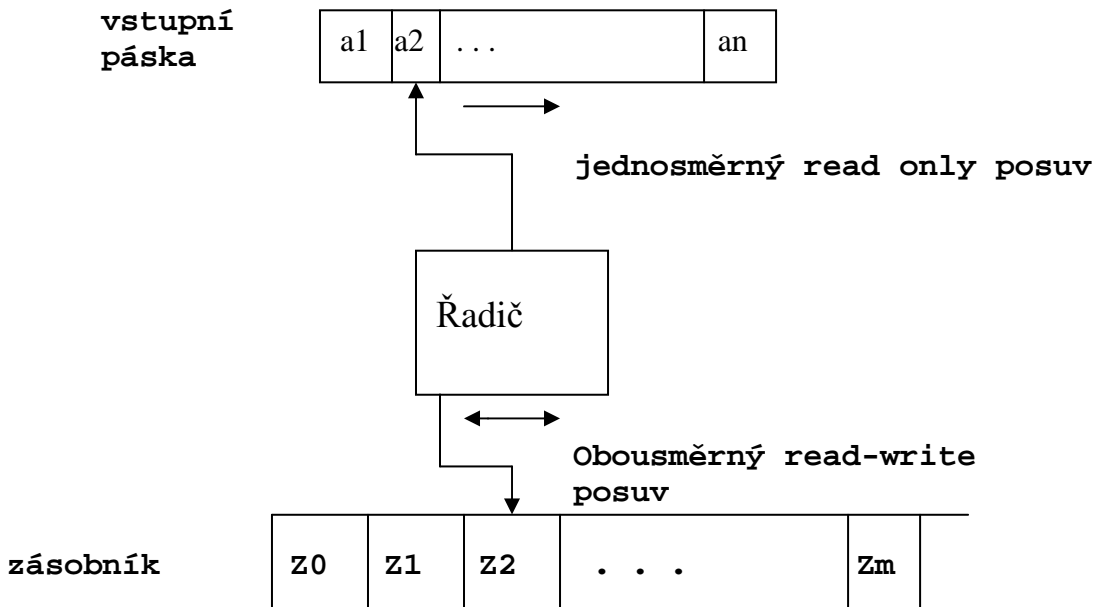 vstupní
páska
a1 a2 ... an
jednosměrný read only posuv
Řadič
Obousměrný read-write
posuv
zásobník Z0 Z1 Z2 . . . Zm